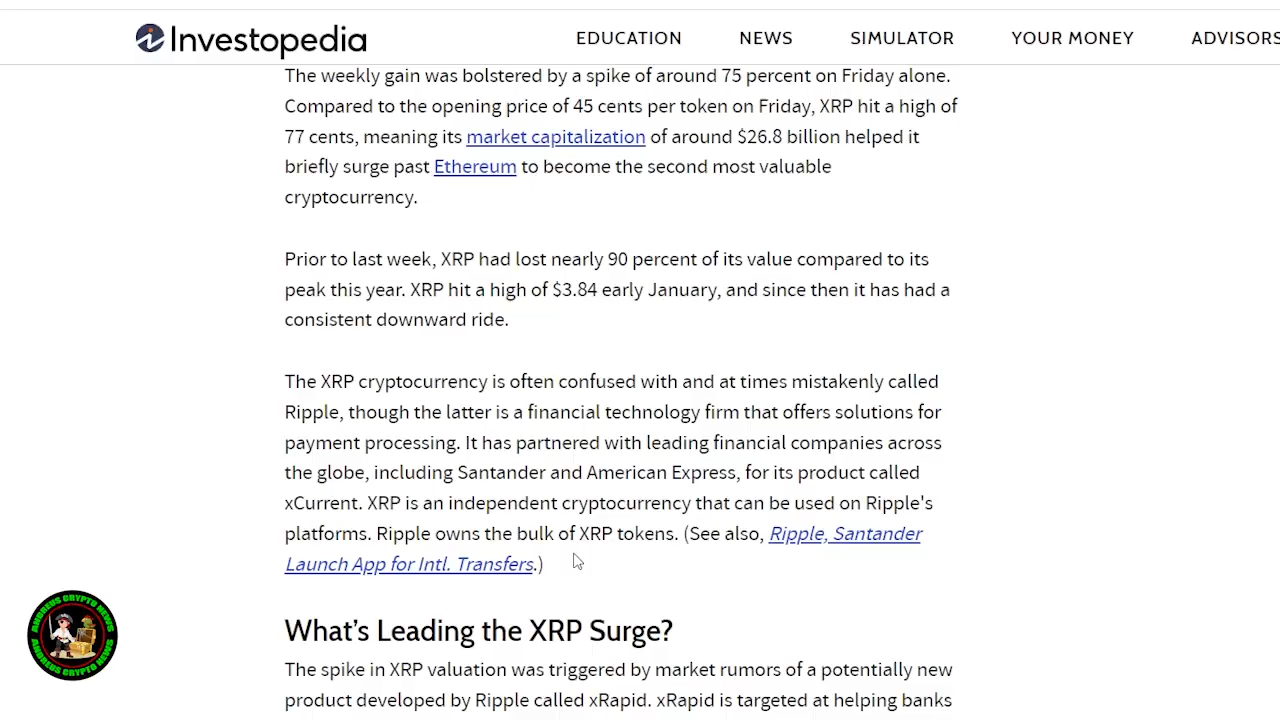 Investopedia
EDUCATION NEWS SIMULATOR YOUR MONEY ADVISORS
The weekly gain was bolstered by a spike of around 75 percent on Friday alone.
Compared to the opening price of 45 cents per token on Friday, XRP hit a high of
77 cents, meaning its market capitalization of around $26.8 billion helped it
briefly surge past Ethereum to become the second most valuable
cryptocurrency.
Prior to last week, XRP had lost nearly 90 percent of its value compared to its
peak this year. XRP hit a high of $3.84 early January, and since then it has had a
consistent downward ride.
The XRP cryptocurrency is often confused with and at times mistakenly called
Ripple, though the latter is a financial technology firm that offers solutions for
payment processing. It has partnered with leading financial companies across
the globe, including Santander and American Express, for its product called
xCurrent. XRP is an independent cryptocurrency that can be used on Ripple's
platforms. Ripple owns the bulk of XRP tokens. (See also, Ripple, Santander
Launch App for Intl. Transfers.)
What’s Leading the XRP Surge?
The spike in XRP valuation was triggered by market rumors of a potentially new
product developed by Ripple called xRapid. xRapid is targeted at helping banks
ANDREUS CRYPTO NEWS
ANDREUS CRYPTO NEWS